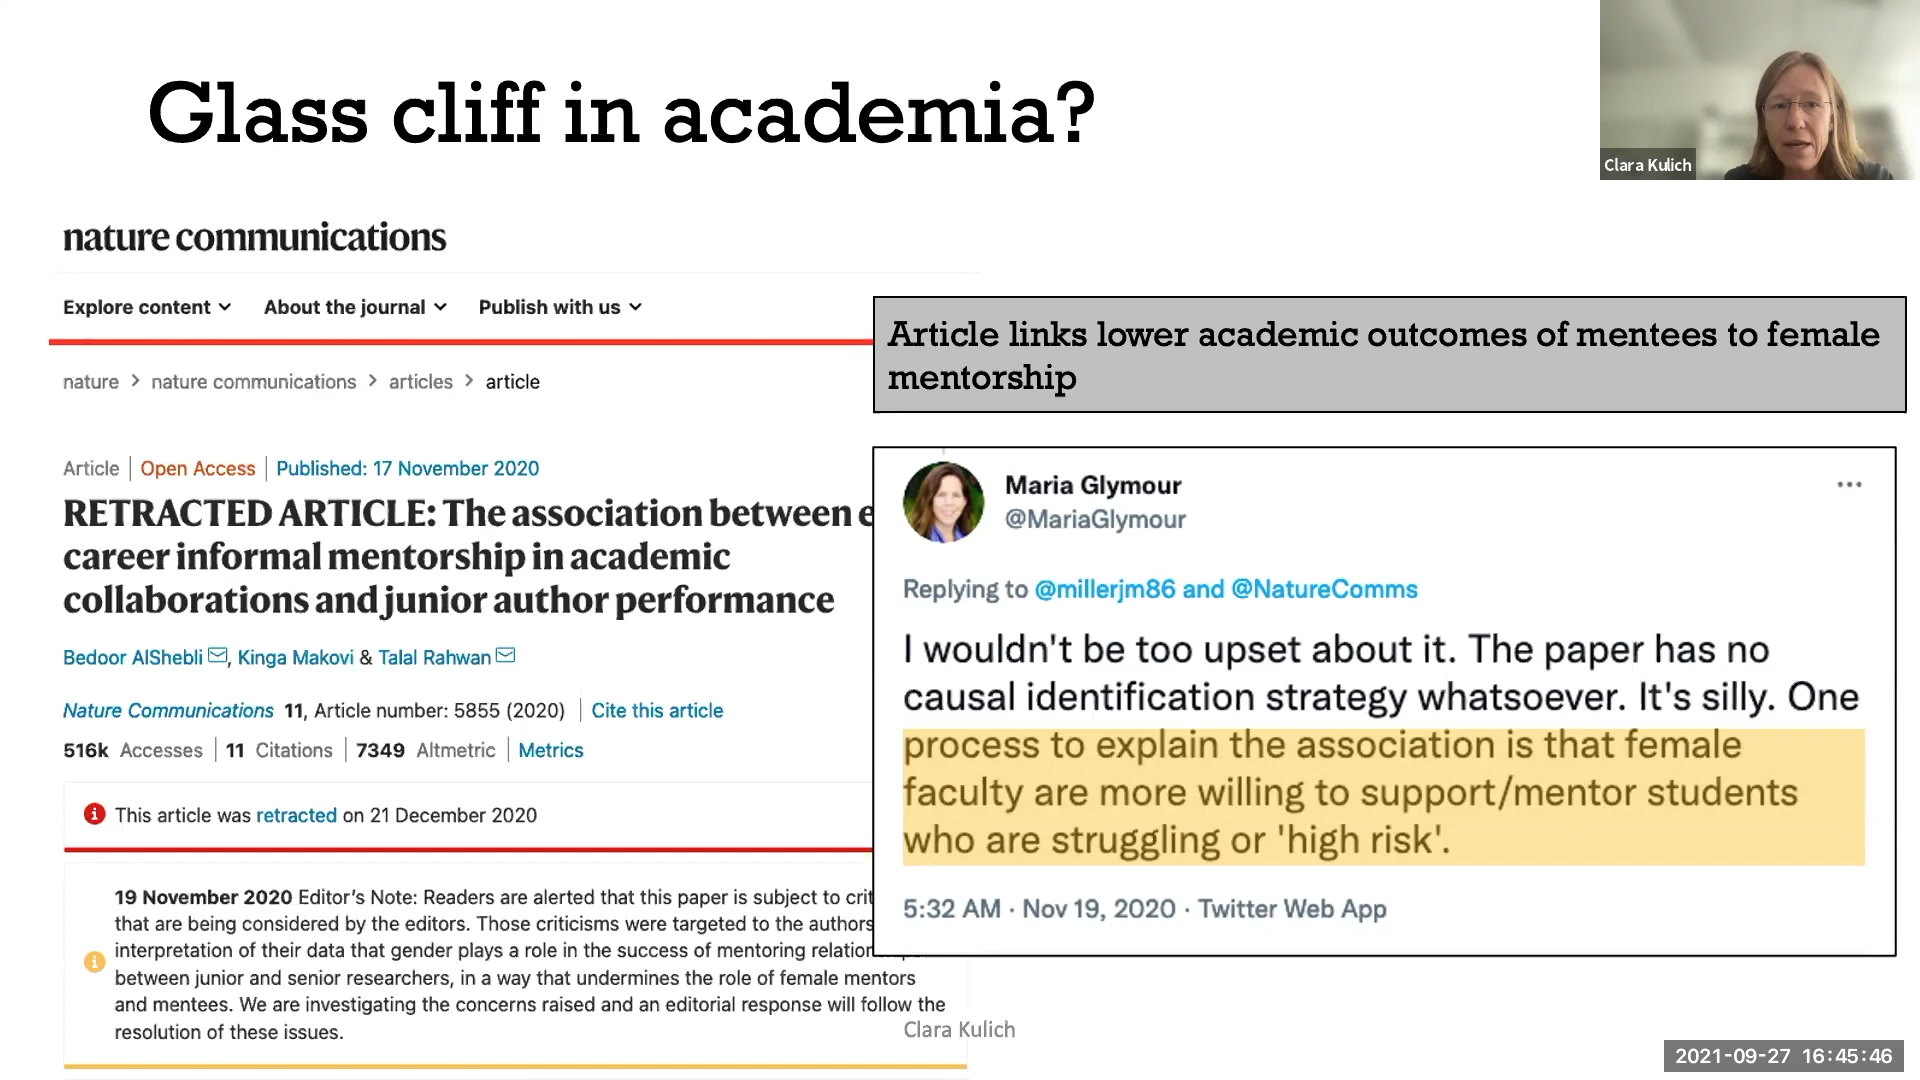 Glass cliff in academia?
Clara Kulich
nature communications
Explore content
About the journal
Publish with us
nature > nature communications > articles > article
Article | Open Access | Published: 17 November 2020
RETRACTED ARTICLE: The association between e
career informal mentorship in academic
collaborations and junior author performance
Bedoor AlShebli, Kinga Makovi & Talal Rahwan
Nature Communications 11, Article number: 5855 (2020) | Cite this article
516k Accesses | 11 Citations | 7349 Altmetric | Metrics
This article was retracted on 21 December 2020
19 November 2020 Editor's Note: Readers are alerted that this paper is subject to crit
that are being considered by the editors. Those criticisms were targeted to the authors
interpretation of their data that gender plays a role in the success of mentoring
between junior and senior researchers, in a way that undermines the role of female mentors
and mentees. We are investigating the concerns raised and an editorial response will follow the
resolution of these issues.
Article links lower academic outcomes of mentees to female
mentorship
Maria Glymour
@MariaGlymour
Replying to @millerjm86 and @NatureComms
I wouldn't be too upset about it. The paper has no
causal identification strategy whatsoever. It's silly. One
process to explain the association is that female
faculty are more willing to support/mentor students
who are struggling or 'high risk'.
5:32 AM · Nov 19, 2020 · Twitter Web App
Clara Kulich
2021-09-27 16:45:46